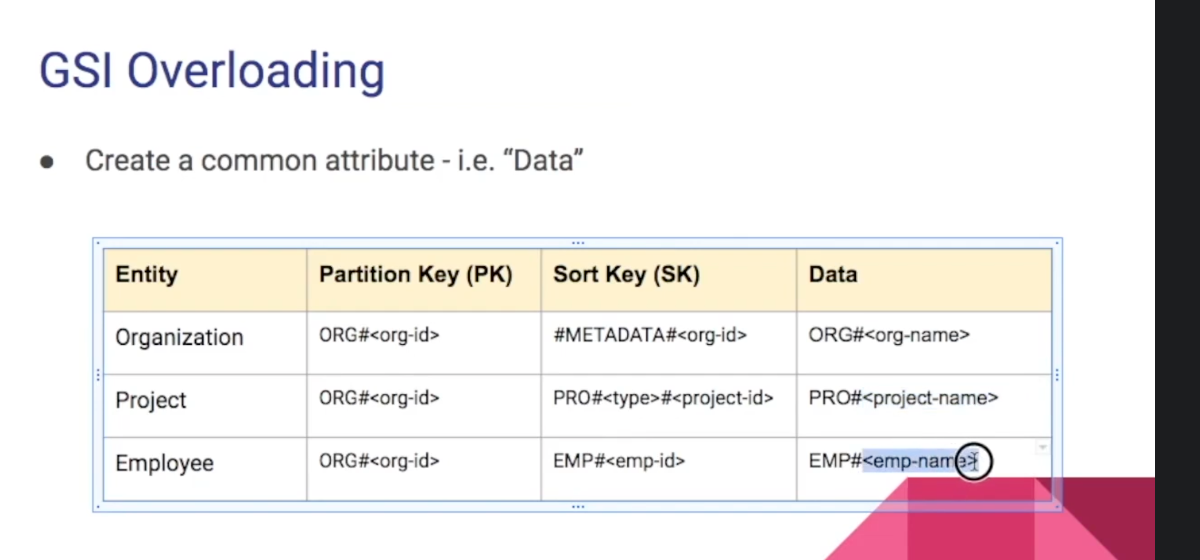 GSI Overloading
● Create a common attribute - i.e. “Data”
Entity Partition Key (PK) Sort Key (SK) Data
Organization ORG#<org-id> #METADATA#<org-id> ORG#<org-name>
Project ORG#<org-id> PRO#<type>#<project-id> PRO#<project-name>
Employee ORG#<org-id> EMP#<emp-id> EMP#<emp-name>